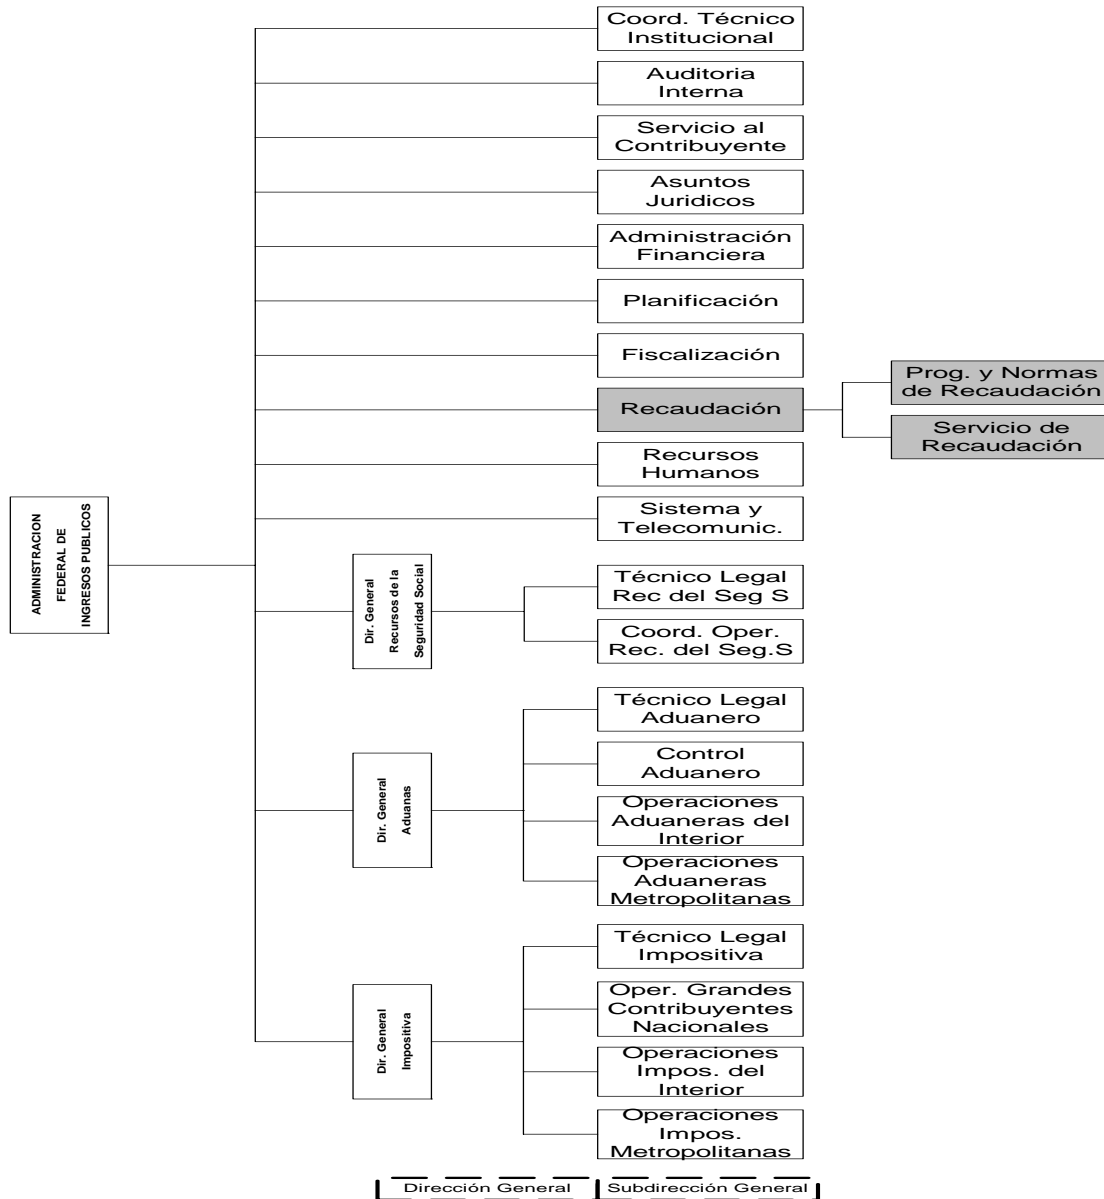 Coord. Técnico
Institucional
Auditoria
Interna
Servicio al
Contribuyente
Asuntos
Juridicos
Administración
Financiera
Planificación
Fiscalización
Recaudación
Prog. y Normas
de Recaudación
Servicio de
Recaudación
Recursos
Humanos
Sistema y
Telecomunic.
ADMINISTRACION
FEDERAL DE
INGRESOS PUBLICOS
Dir. General
Recursos de la
Seguridad Social
Técnico Legal
Rec del Seg S
Coord. Oper.
Rec. del Seg.S
Dir. General
Aduanas
Técnico Legal
Aduanero
Control
Aduanero
Operaciones
Aduaneras del
Interior
Operaciones
Aduaneras
Metropolitanas
Dir. General
Impositiva
Técnico Legal
Impositiva
Oper. Grandes
Contribuyentes
Nacionales
Operaciones
Impos. del
Interior
Operaciones
Impos.
Metropolitanas
Dirección General
Subdirección General